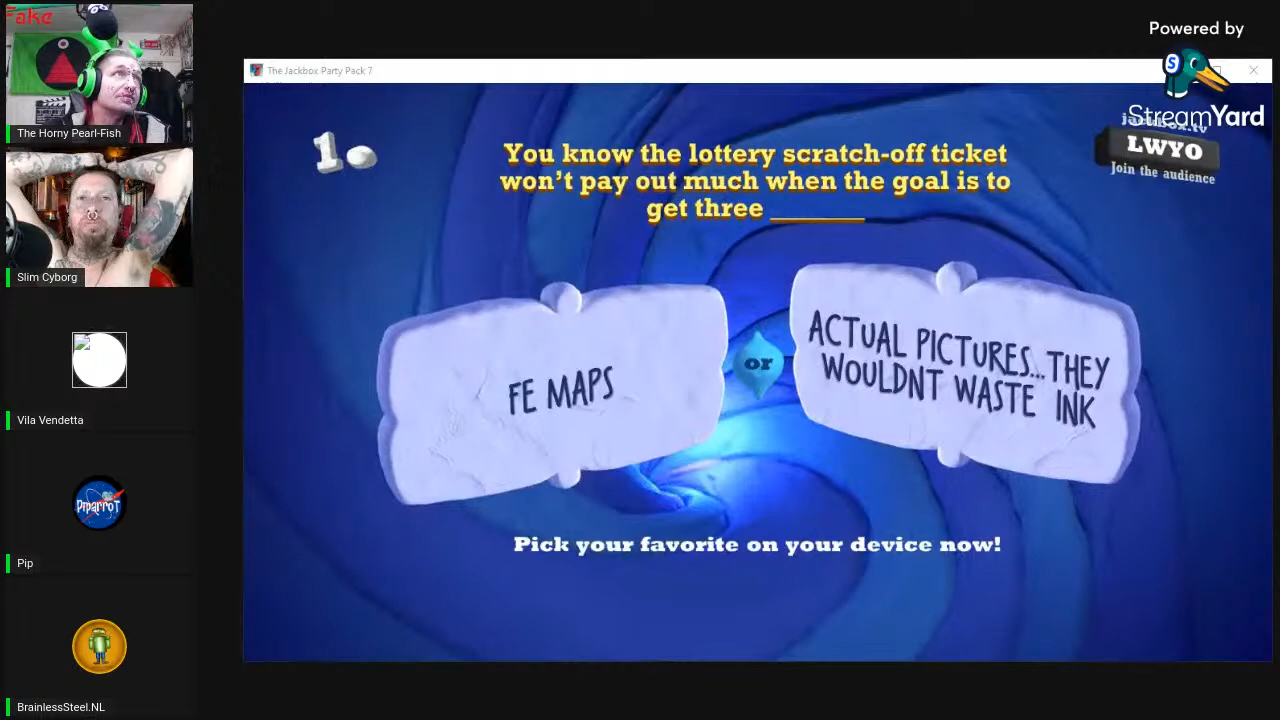 Fake
The Horny Pearl-Fish
Slim Cyborg
Vila Vendetta
PiparroT
Pip
BrainlessSteel.NL
The Jackbox Party Pack 7
Powered by
S
StreamYard
jackbox.tv
LWYO
Join the audience
1.
You know the lottery scratch-off ticket
won't pay out much when the goal is to
get three ______
FE MAPS
or
ACTUAL PICTURES...THEY
WOULDNT WASTE INK
Pick your favorite on your device now!